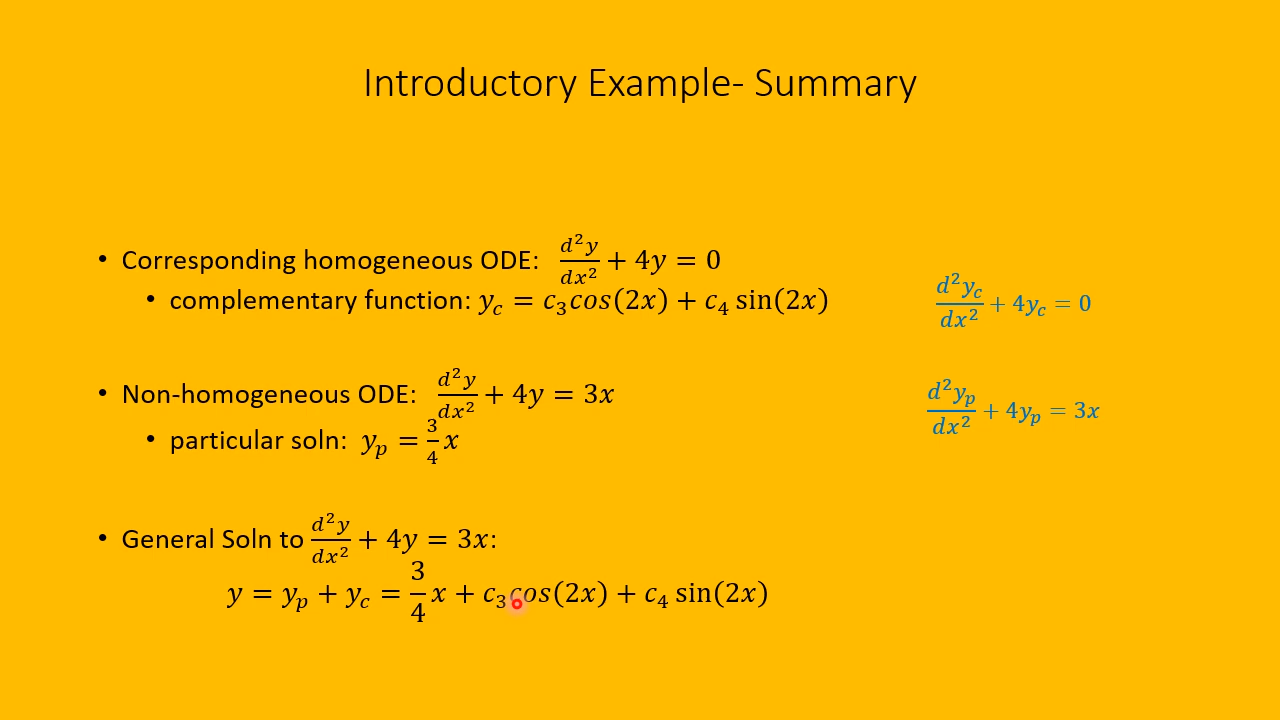 Introductory Example- Summary
• Corresponding homogeneous ODE: d²y/dx² + 4y = 0
• complementary function: y_c = c₃cos(2x) + c₄ sin(2x)
d²y_c/dx² + 4y_c = 0
• Non-homogeneous ODE: d²y/dx² + 4y = 3x
d²y_p/dx² + 4y_p = 3x
• particular soln: y_p = 3/4 x
• General Soln to d²y/dx² + 4y = 3x:
y = y_p + y_c = 3/4 x + c₃cos(2x) + c₄ sin(2x)